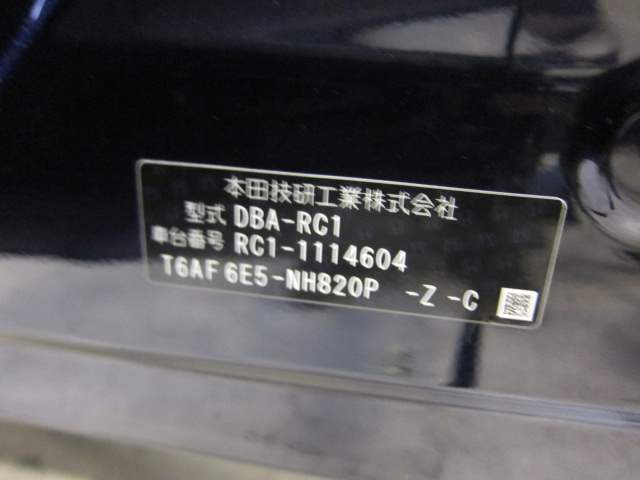 本田技研工業株式会社
型式 DBA-RC1
車台番号 RC1-1114604
T6AF 6E5-NH820P -Z -C